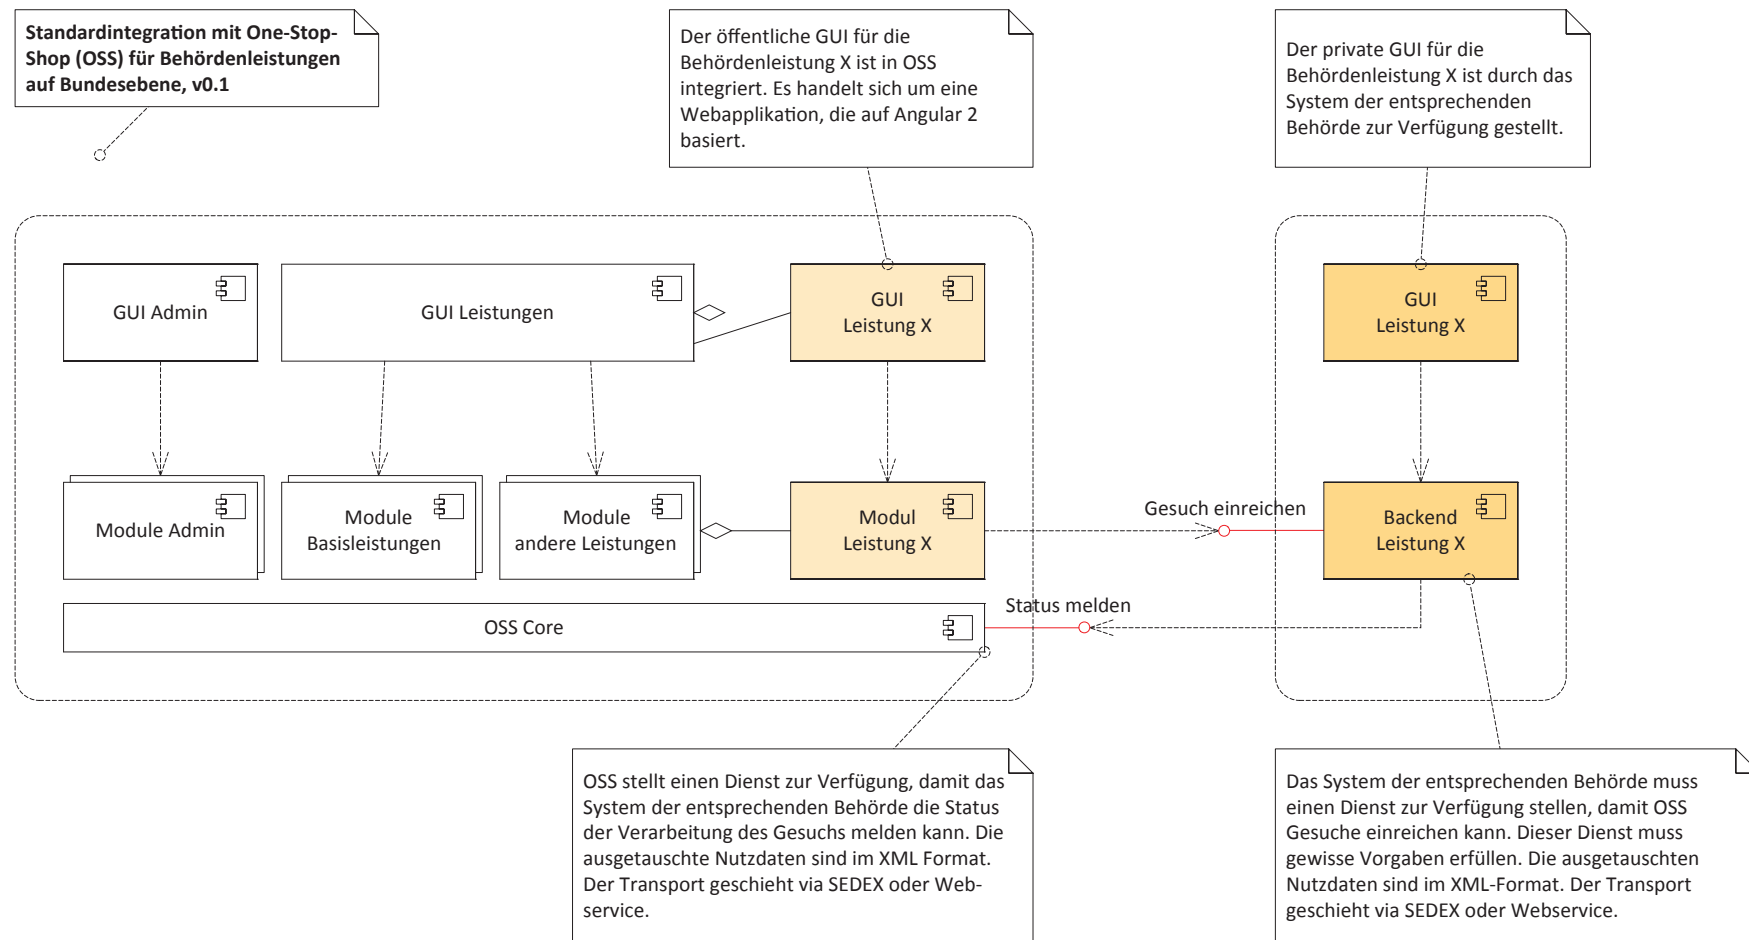 Standardintegration mit One-Stop-
Shop (OSS) für Behördenleistungen
auf Bundesebene, v0.1
Der öffentliche GUI für die
Behördenleistung X ist in OSS
integriert. Es handelt sich um eine
Webapplikation, die auf Angular 2
basiert.
Der private GUI für die
Behördenleistung X ist durch das
System der entsprechenden
Behörde zur Verfügung gestellt.
GUI Admin
GUI Leistungen
GUI
Leistung X
GUI
Leistung X
Module Admin
Module
Basisleistungen
Module
andere Leistungen
Modul
Leistung X
Gesuch einreichen
Backend
Leistung X
Status melden
OSS Core
OSS stellt einen Dienst zur Verfügung, damit das
System der entsprechenden Behörde die Status
der Verarbeitung des Gesuchs melden kann. Die
ausgetauschte Nutzdaten sind im XML Format.
Der Transport geschieht via SEDEX oder Web-
service.
Das System der entsprechenden Behörde muss
einen Dienst zur Verfügung stellen, damit OSS
Gesuche einreichen kann. Dieser Dienst muss
gewisse Vorgaben erfüllen. Die ausgetauschten
Nutzdaten sind im XML-Format. Der Transport
geschieht via SEDEX oder Webservice.